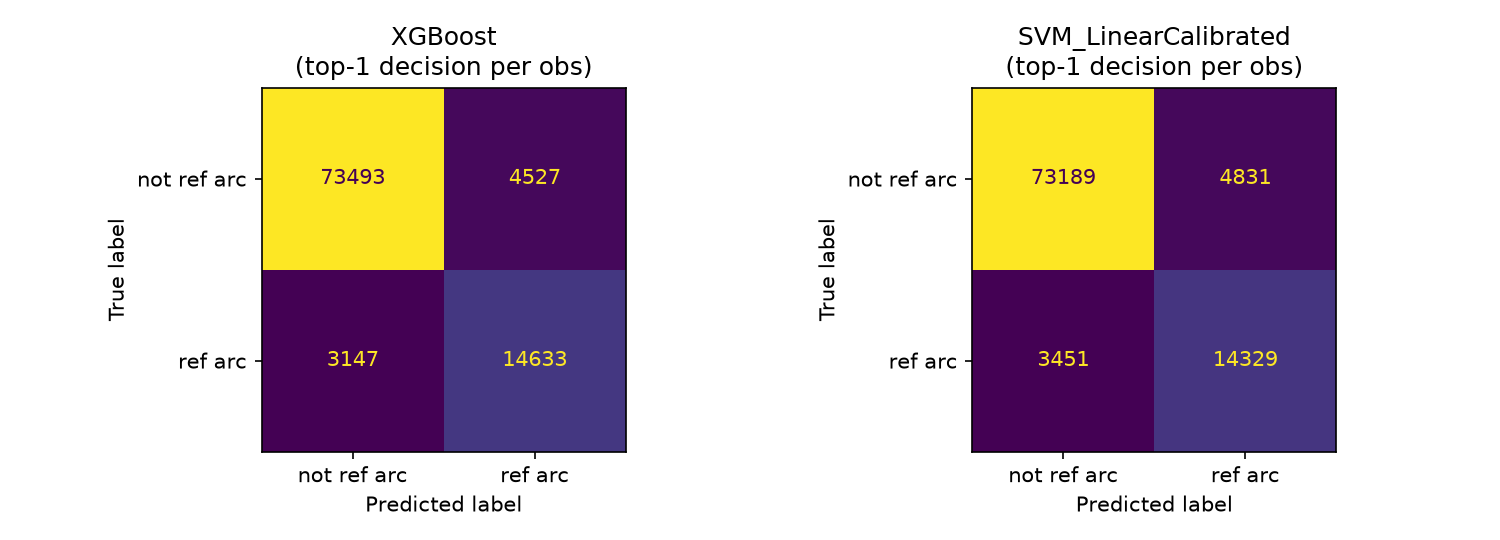 XGBoost
(top-1 decision per obs)
True label
not ref arc
73493
4527
ref arc
3147
14633
not ref arc
ref arc
Predicted label
SVM_LinearCalibrated
(top-1 decision per obs)
True label
not ref arc
73189
4831
ref arc
3451
14329
not ref arc
ref arc
Predicted label